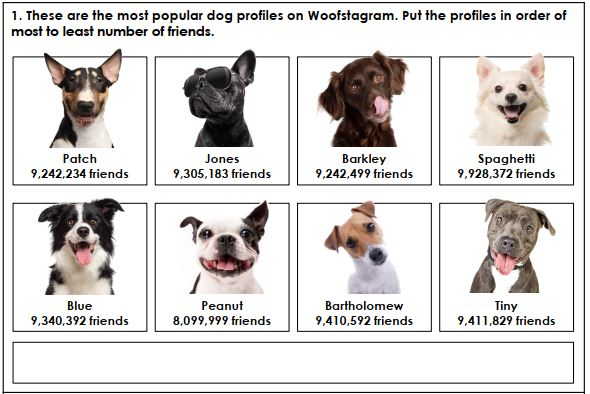 1. These are the most popular dog profiles on Woofstagram. Put the profiles in order of
most to least number of friends.
Patch
9,242,234 friends
Jones
9,305,183 friends
Barkley
9,242,499 friends
Spaghetti
9,928,372 friends
Blue
9,340,392 friends
Peanut
8,099,999 friends
Bartholomew
9,410,592 friends
Tiny
9,411,829 friends